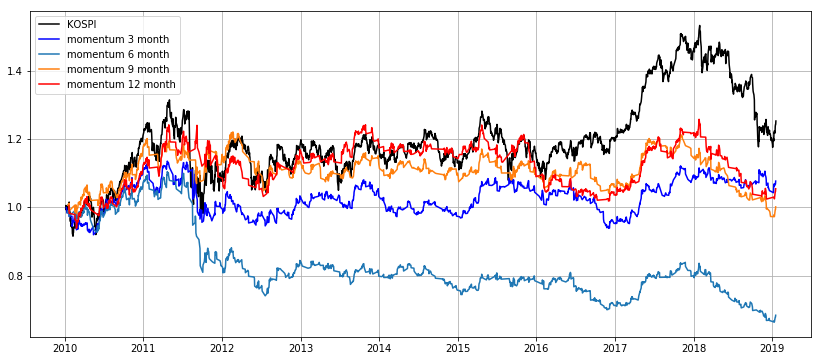 KOSPI
momentum 3 month
momentum 6 month
momentum 9 month
momentum 12 month
1.4
1.2
1.0
0.8
2010 2011 2012 2013 2014 2015 2016 2017 2018 2019